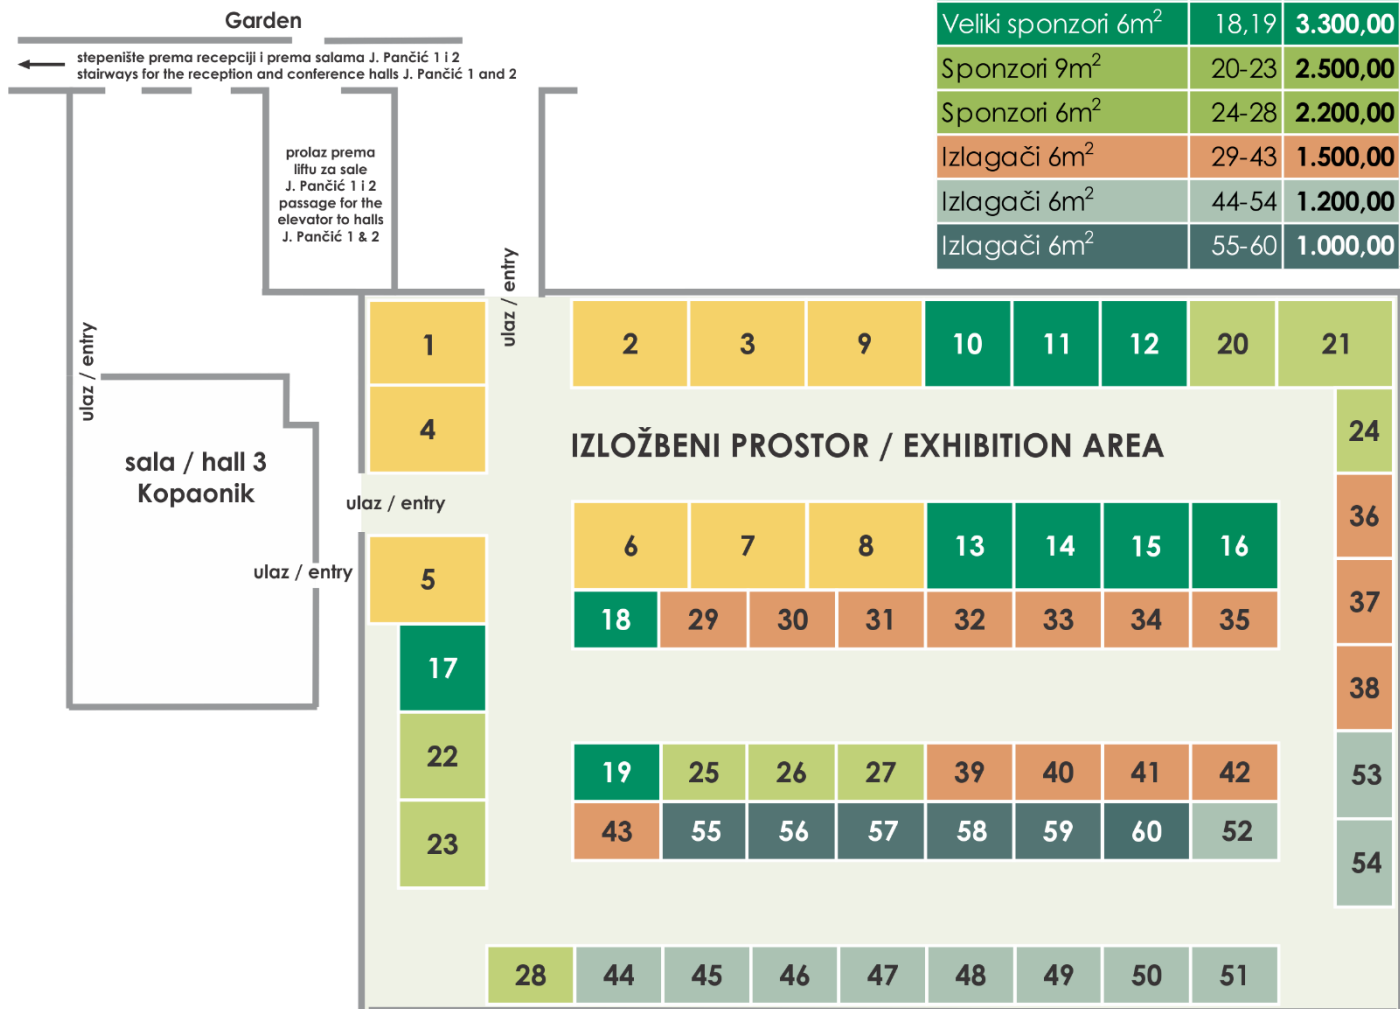 Garden
stepenište prema recepciji i prema salama J. Pančić 1 i 2
stairways for the reception and conference halls J. Pančić 1 and 2
prolaz prema
liftu za sale
J. Pančić 1 i 2
passage for the
elevator to halls
J. Pančić 1 & 2
Veliki sponzori 6m² 18,19 3.300,00
Sponzori 9m² 20-23 2.500,00
Sponzori 6m² 24-28 2.200,00
Izlagači 6m² 29-43 1.500,00
Izlagači 6m² 44-54 1.200,00
Izlagači 6m² 55-60 1.000,00
ulaz / entry
ulaz / entry
1 2 3 9 10 11 12 20 21
4
24
IZLOŽBENI PROSTOR / EXHIBITION AREA
sala / hall 3
Kopaonik
ulaz / entry
36
6 7 8 13 14 15 16
ulaz / entry
5
37
18 29 30 31 32 33 34 35
17
38
22
19 25 26 27 39 40 41 42
53
43 55 56 57 58 59 60 52
23
54
28 44 45 46 47 48 49 50 51